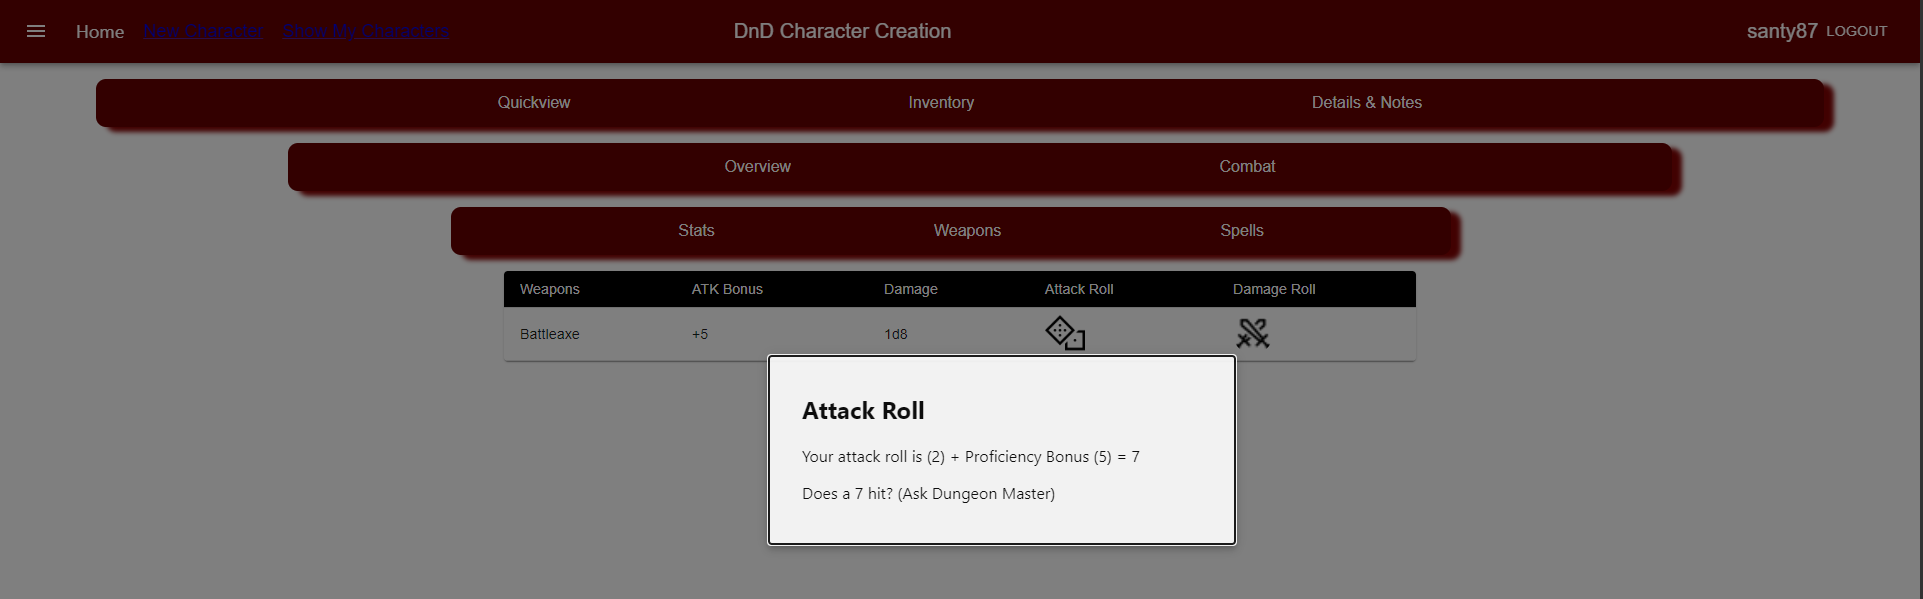 Home New Character Show My Characters DnD Character Creation santy87 LOGOUT
Quickview Inventory Details & Notes
Overview Combat
Stats Weapons Spells
Weapons ATK Bonus Damage Attack Roll Damage Roll
Battleaxe +5 1d8
Attack Roll
Your attack roll is (2) + Proficiency Bonus (5) = 7
Does a 7 hit? (Ask Dungeon Master)